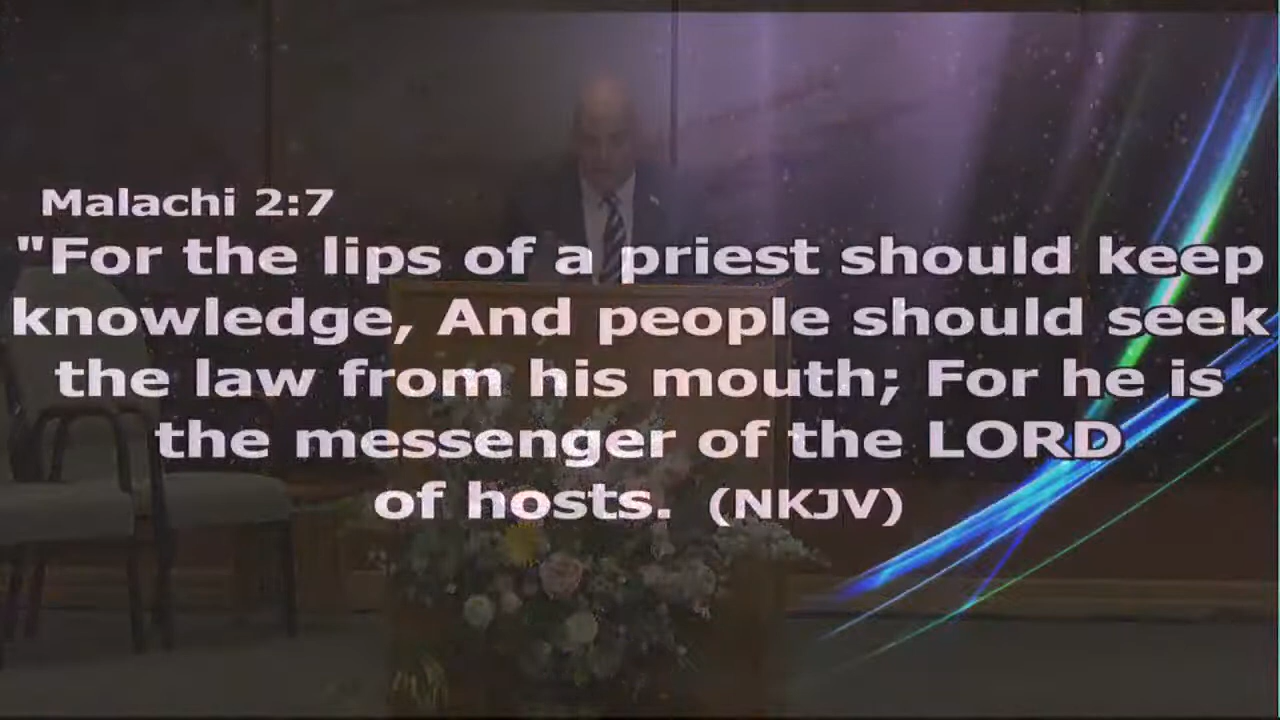 Malachi 2:7
"For the lips of a priest should keep
knowledge, And people should seek
the law from his mouth; For he is
the messenger of the LORD
of hosts. (NKJV)